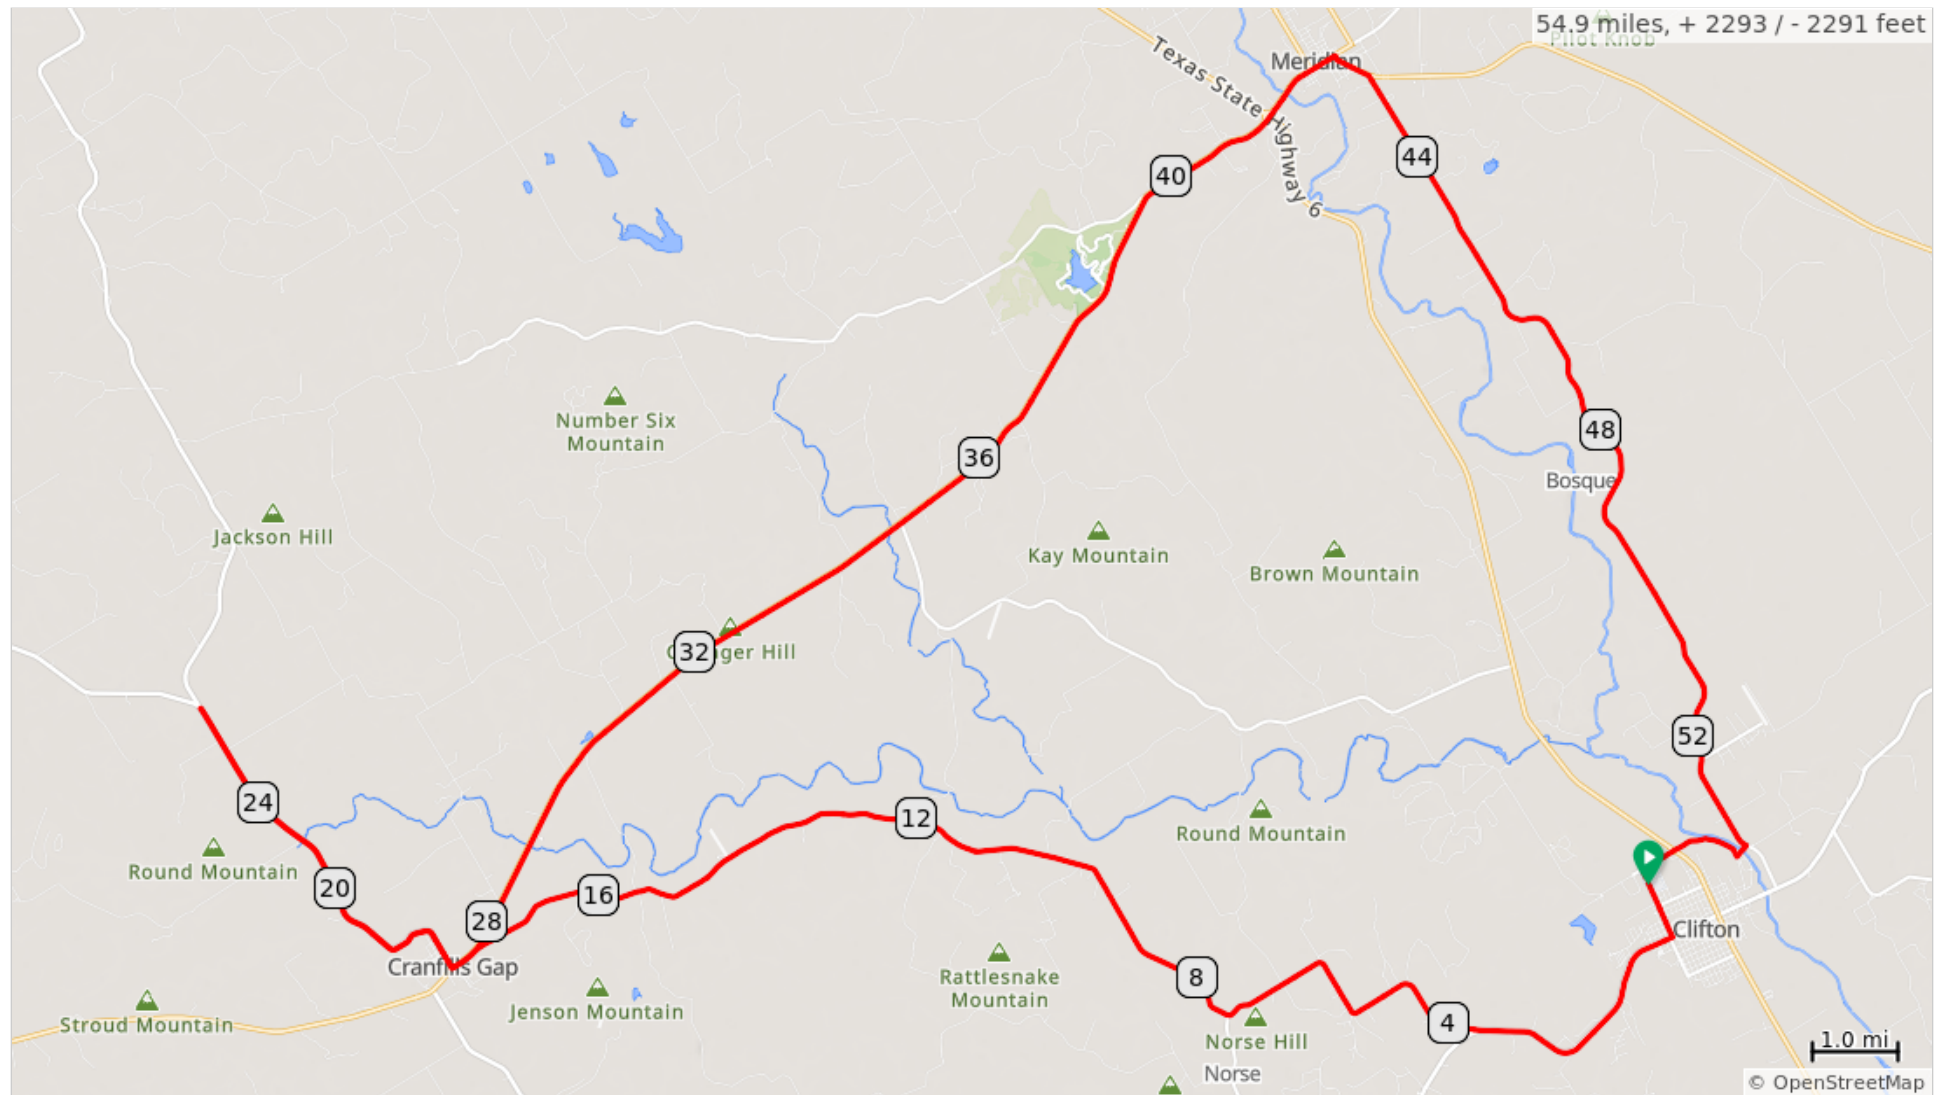 54.9 miles, + 2293 / - 2291 feet
Pilot Knob
Meridian
Texas State Highway 6
44
40
Number Six
Mountain
48
36
Bosque
Jackson Hill
Kay Mountain
Brown Mountain
32
ger Hill
52
24
12
Round Mountain
Round Mountain
20
16
28
Clifton
Cranfills Gap
Rattlesnake
Mountain
8
Jenson Mountain
Stroud Mountain
4
Norse Hill
Norse
1.0 mi
© OpenStreetMap